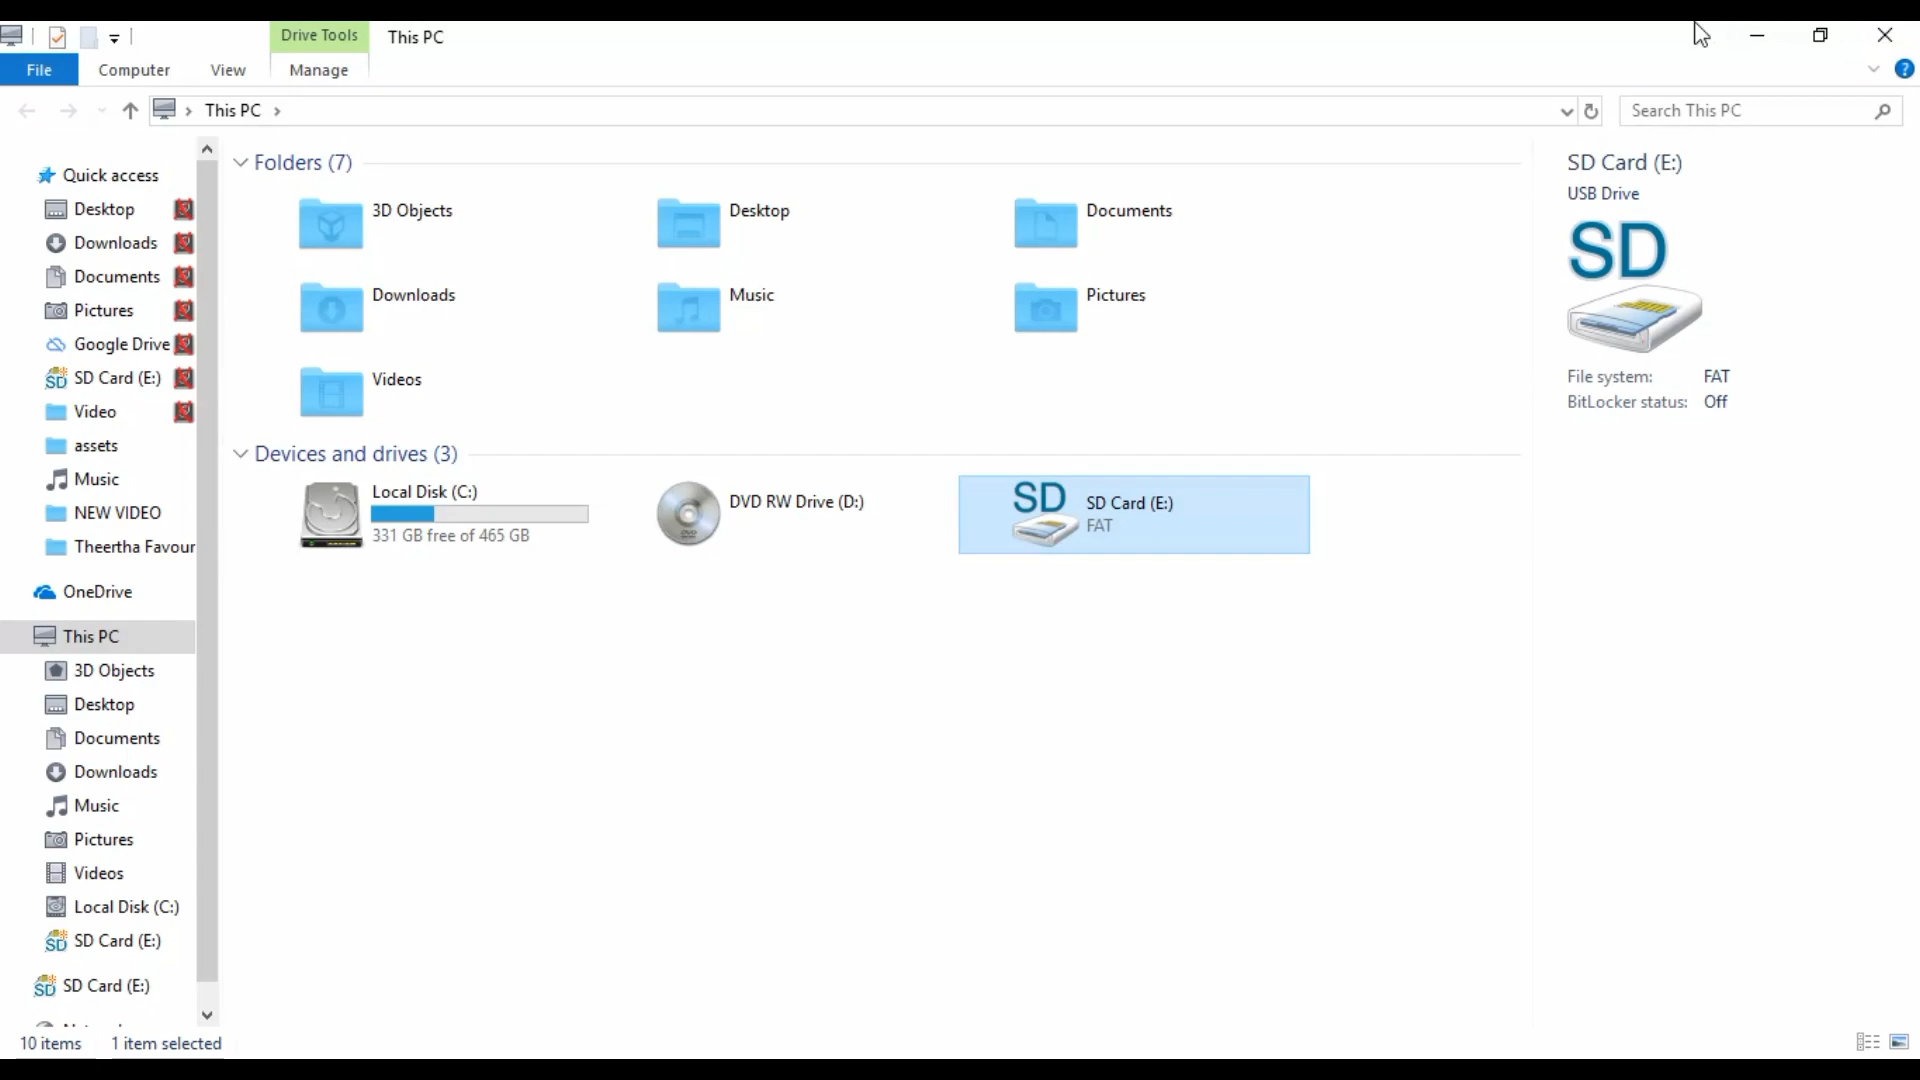 Drive Tools
This PC
File
Computer
View
Manage
This PC
Search This PC
Quick access
Desktop
Downloads
Documents
Pictures
Google Drive
SD Card (E:)
Video
assets
Music
NEW VIDEO
Theertha Favour
OneDrive
This PC
3D Objects
Desktop
Documents
Downloads
Music
Pictures
Videos
Local Disk (C:)
SD Card (E:)
SD Card (E:)
Folders (7)
3D Objects
Desktop
Documents
Downloads
Music
Pictures
Videos
Devices and drives (3)
Local Disk (C:)
331 GB free of 465 GB
DVD RW Drive (D:)
SD
SD Card (E:)
FAT
SD Card (E:)
USB Drive
SD
File system: FAT
BitLocker status: Off
10 items 1 item selected